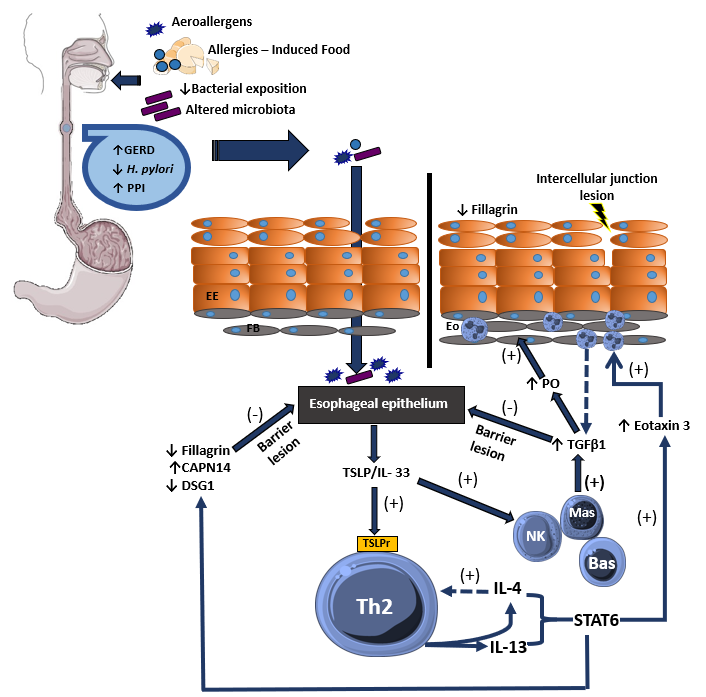 Aeroallergens
Allergies – Induced Food
↓Bacterial exposition
Altered microbiota
↑GERD
↓ H. pylori
↑ PPI
Intercellular junction
lesion
↓ Fillagrin
EE
FB
Eo
(+)
↑ PO
(+)
Esophageal epithelium
(-)
Barrier
lesion
(-)
Barrier
lesion
↑ TGFβ1
↑ Eotaxin 3
↓ Fillagrin
↑CAPN14
↓ DSG1
TSLP/IL- 33
(+)
(+)
(+)
(+)
TSLPr
Mas
NK
Bas
Th2
(+)
IL-4
IL-13
STAT6